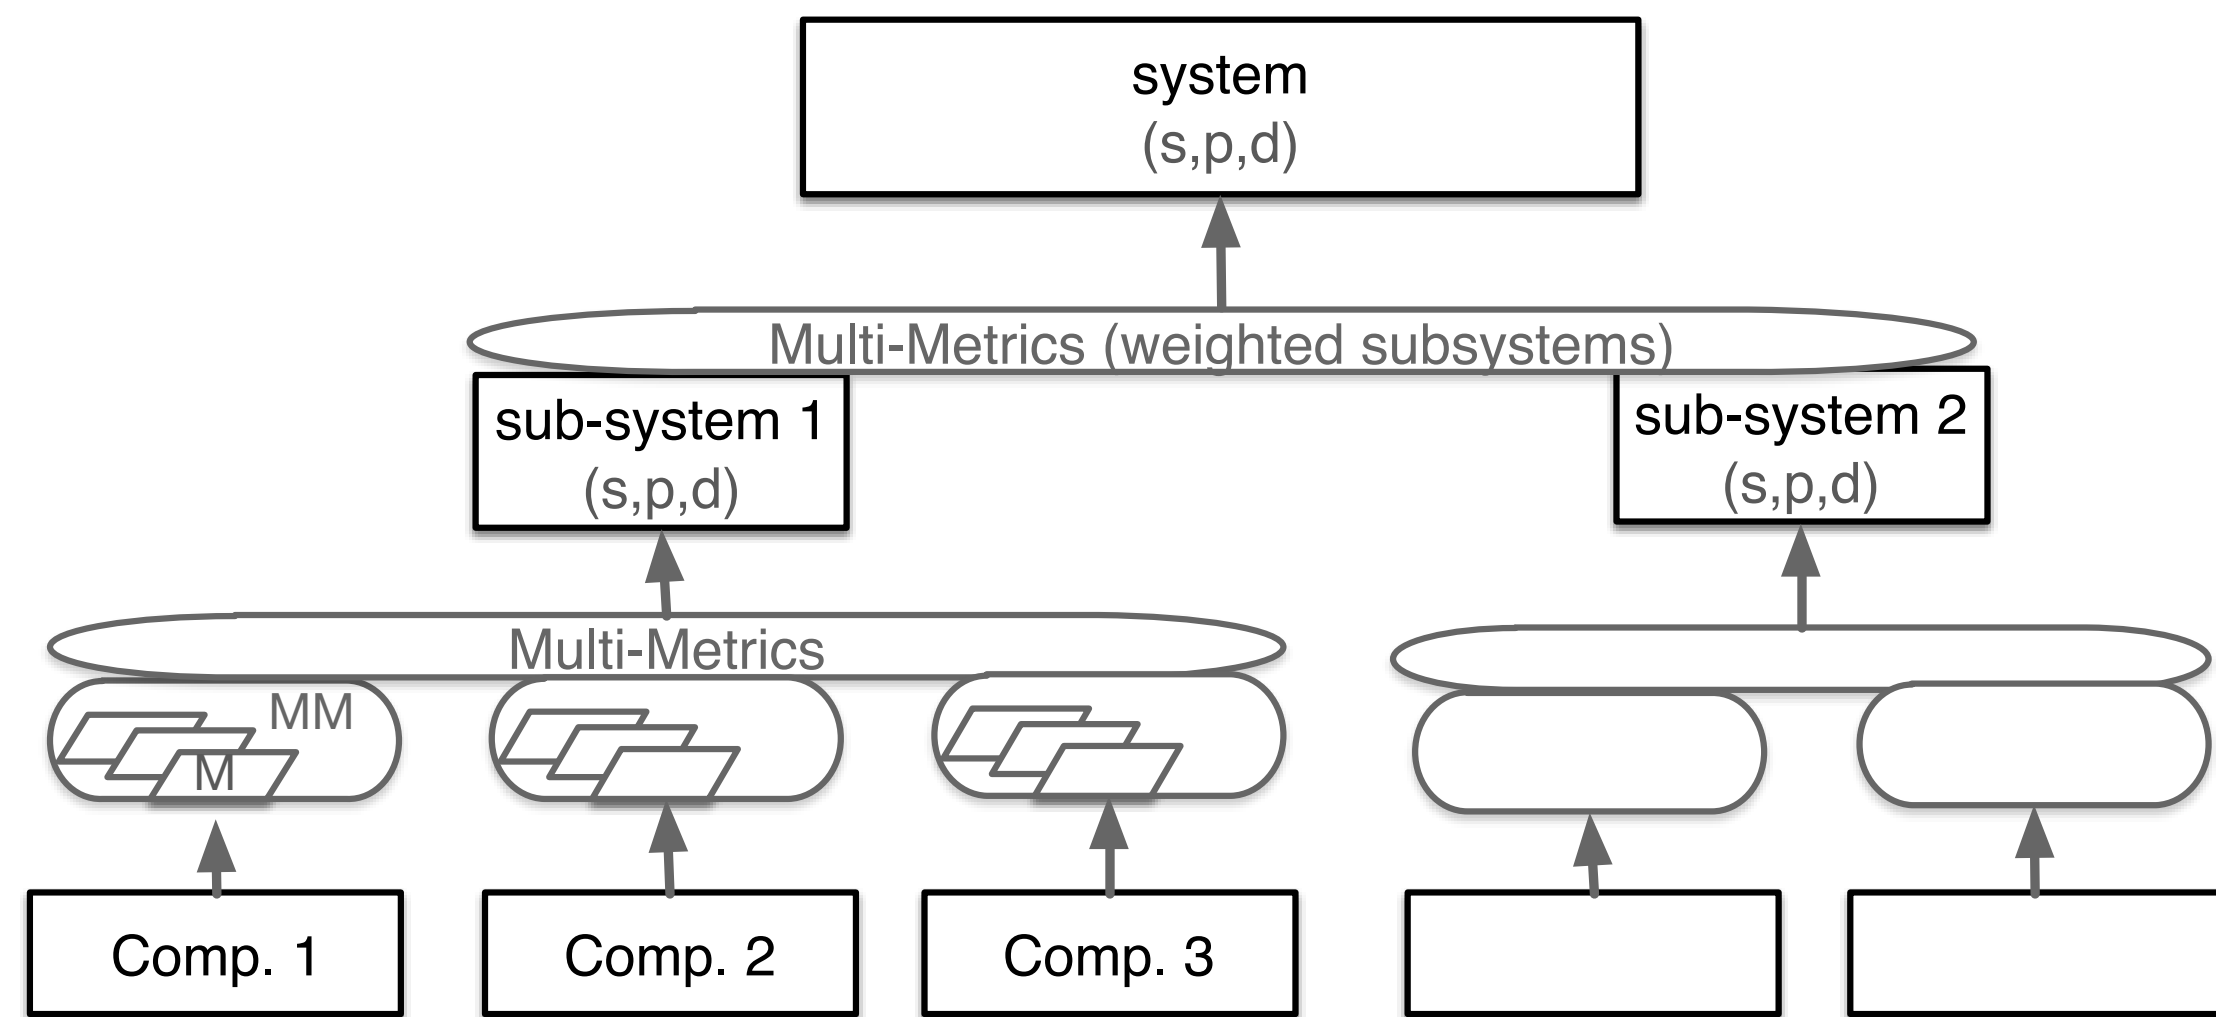 system
(s,p,d)
Multi-Metrics (weighted subsystems)
sub-system 1
(s,p,d)
sub-system 2
(s,p,d)
Multi-Metrics
MM
M
Comp. 1
Comp. 2
Comp. 3